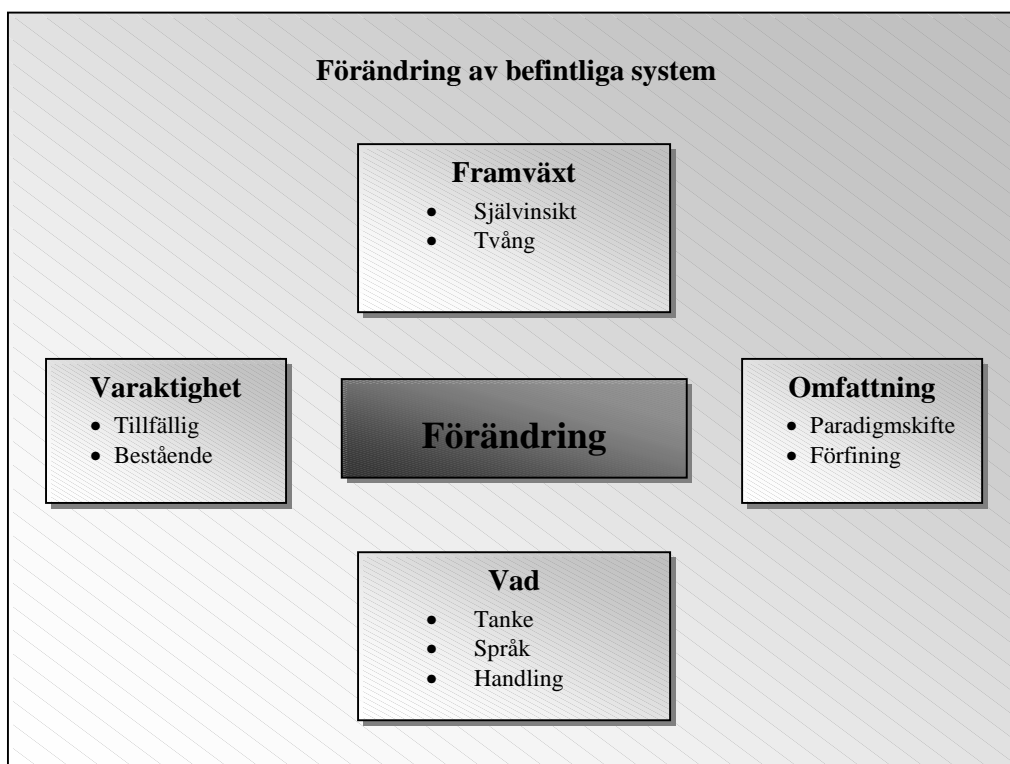 Förändring av befintliga system
Framväxt
• Självinsikt
• Tvång
Varaktighet
• Tillfällig
• Bestående
Förändring
Omfattning
• Paradigmskifte
• Förfining
Vad
• Tanke
• Språk
• Handling